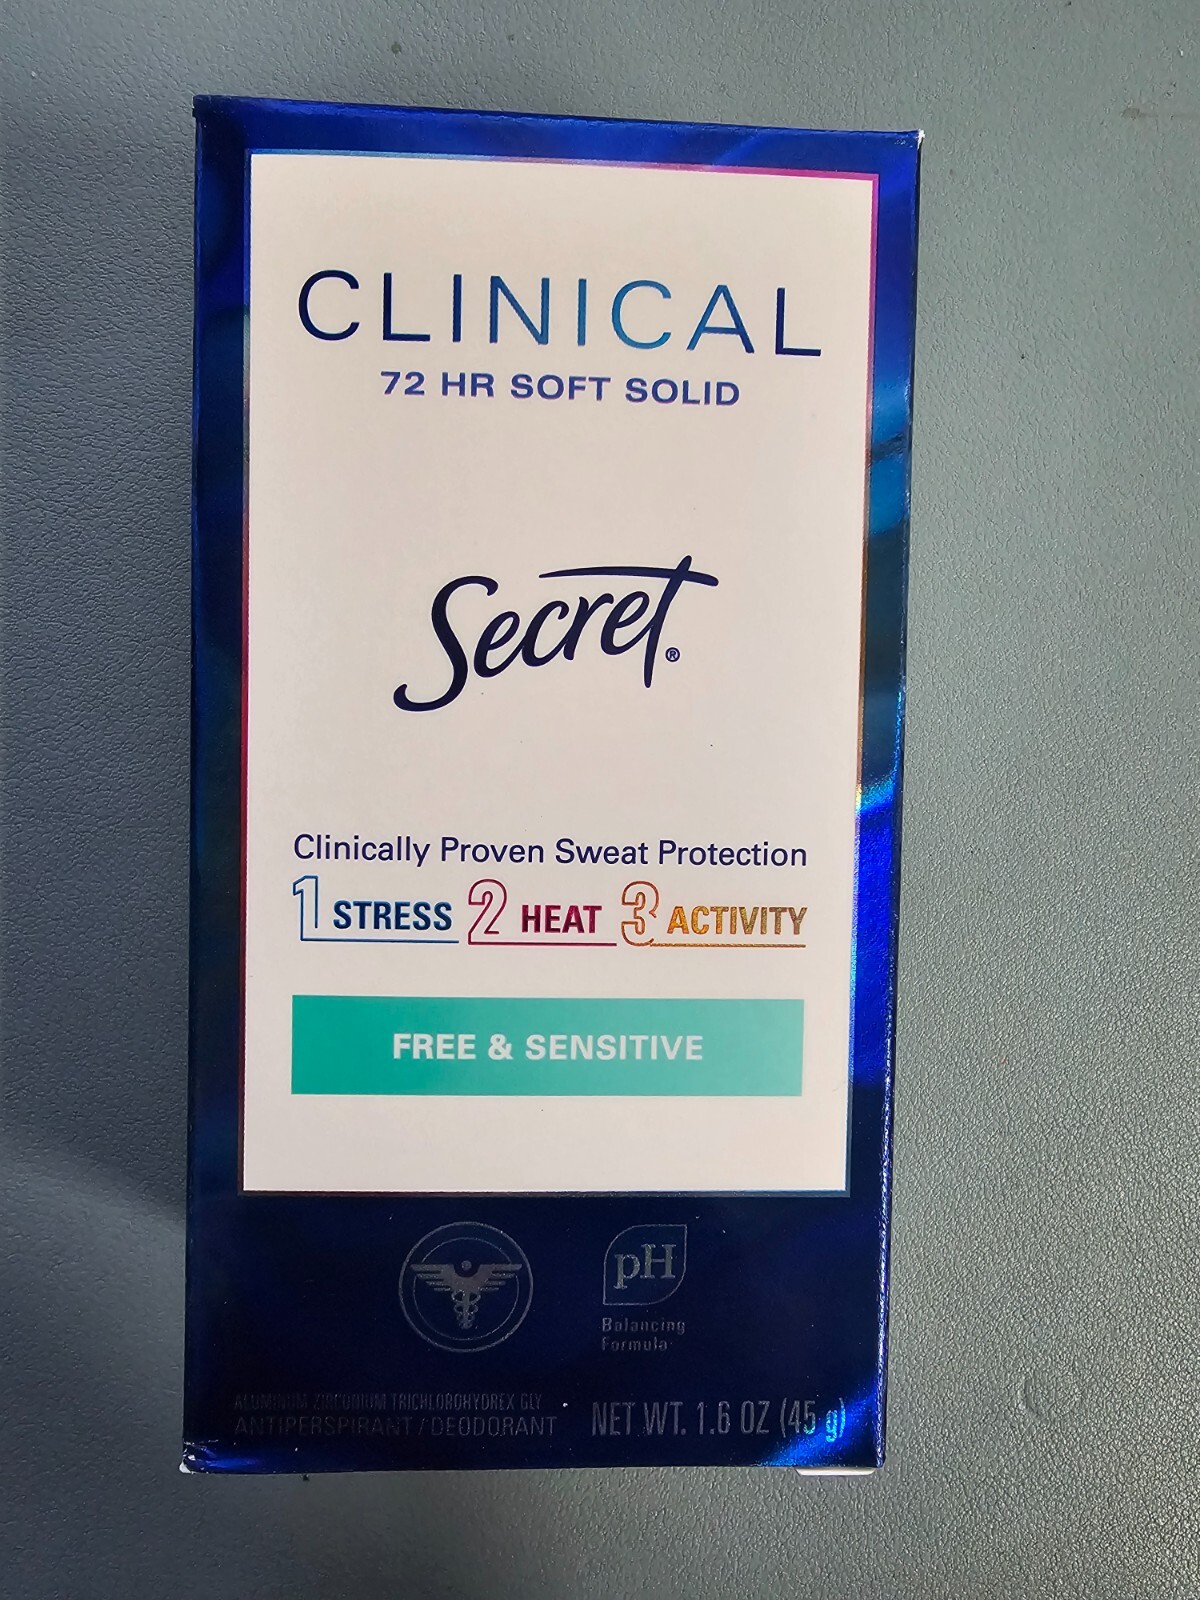 CLINICAL
72 HR SOFT SOLID
Secret®
Clinically Proven Sweat Protection
1 STRESS 2 HEAT 3 ACTIVITY
FREE & SENSITIVE
pH
Balancing
Formula
ALUMINUM ZIRCONIUM TRICHLOROHYDREX GLY
ANTIPERSPIRANT / DEODORANT • NET WT. 1.6 OZ (45 g)